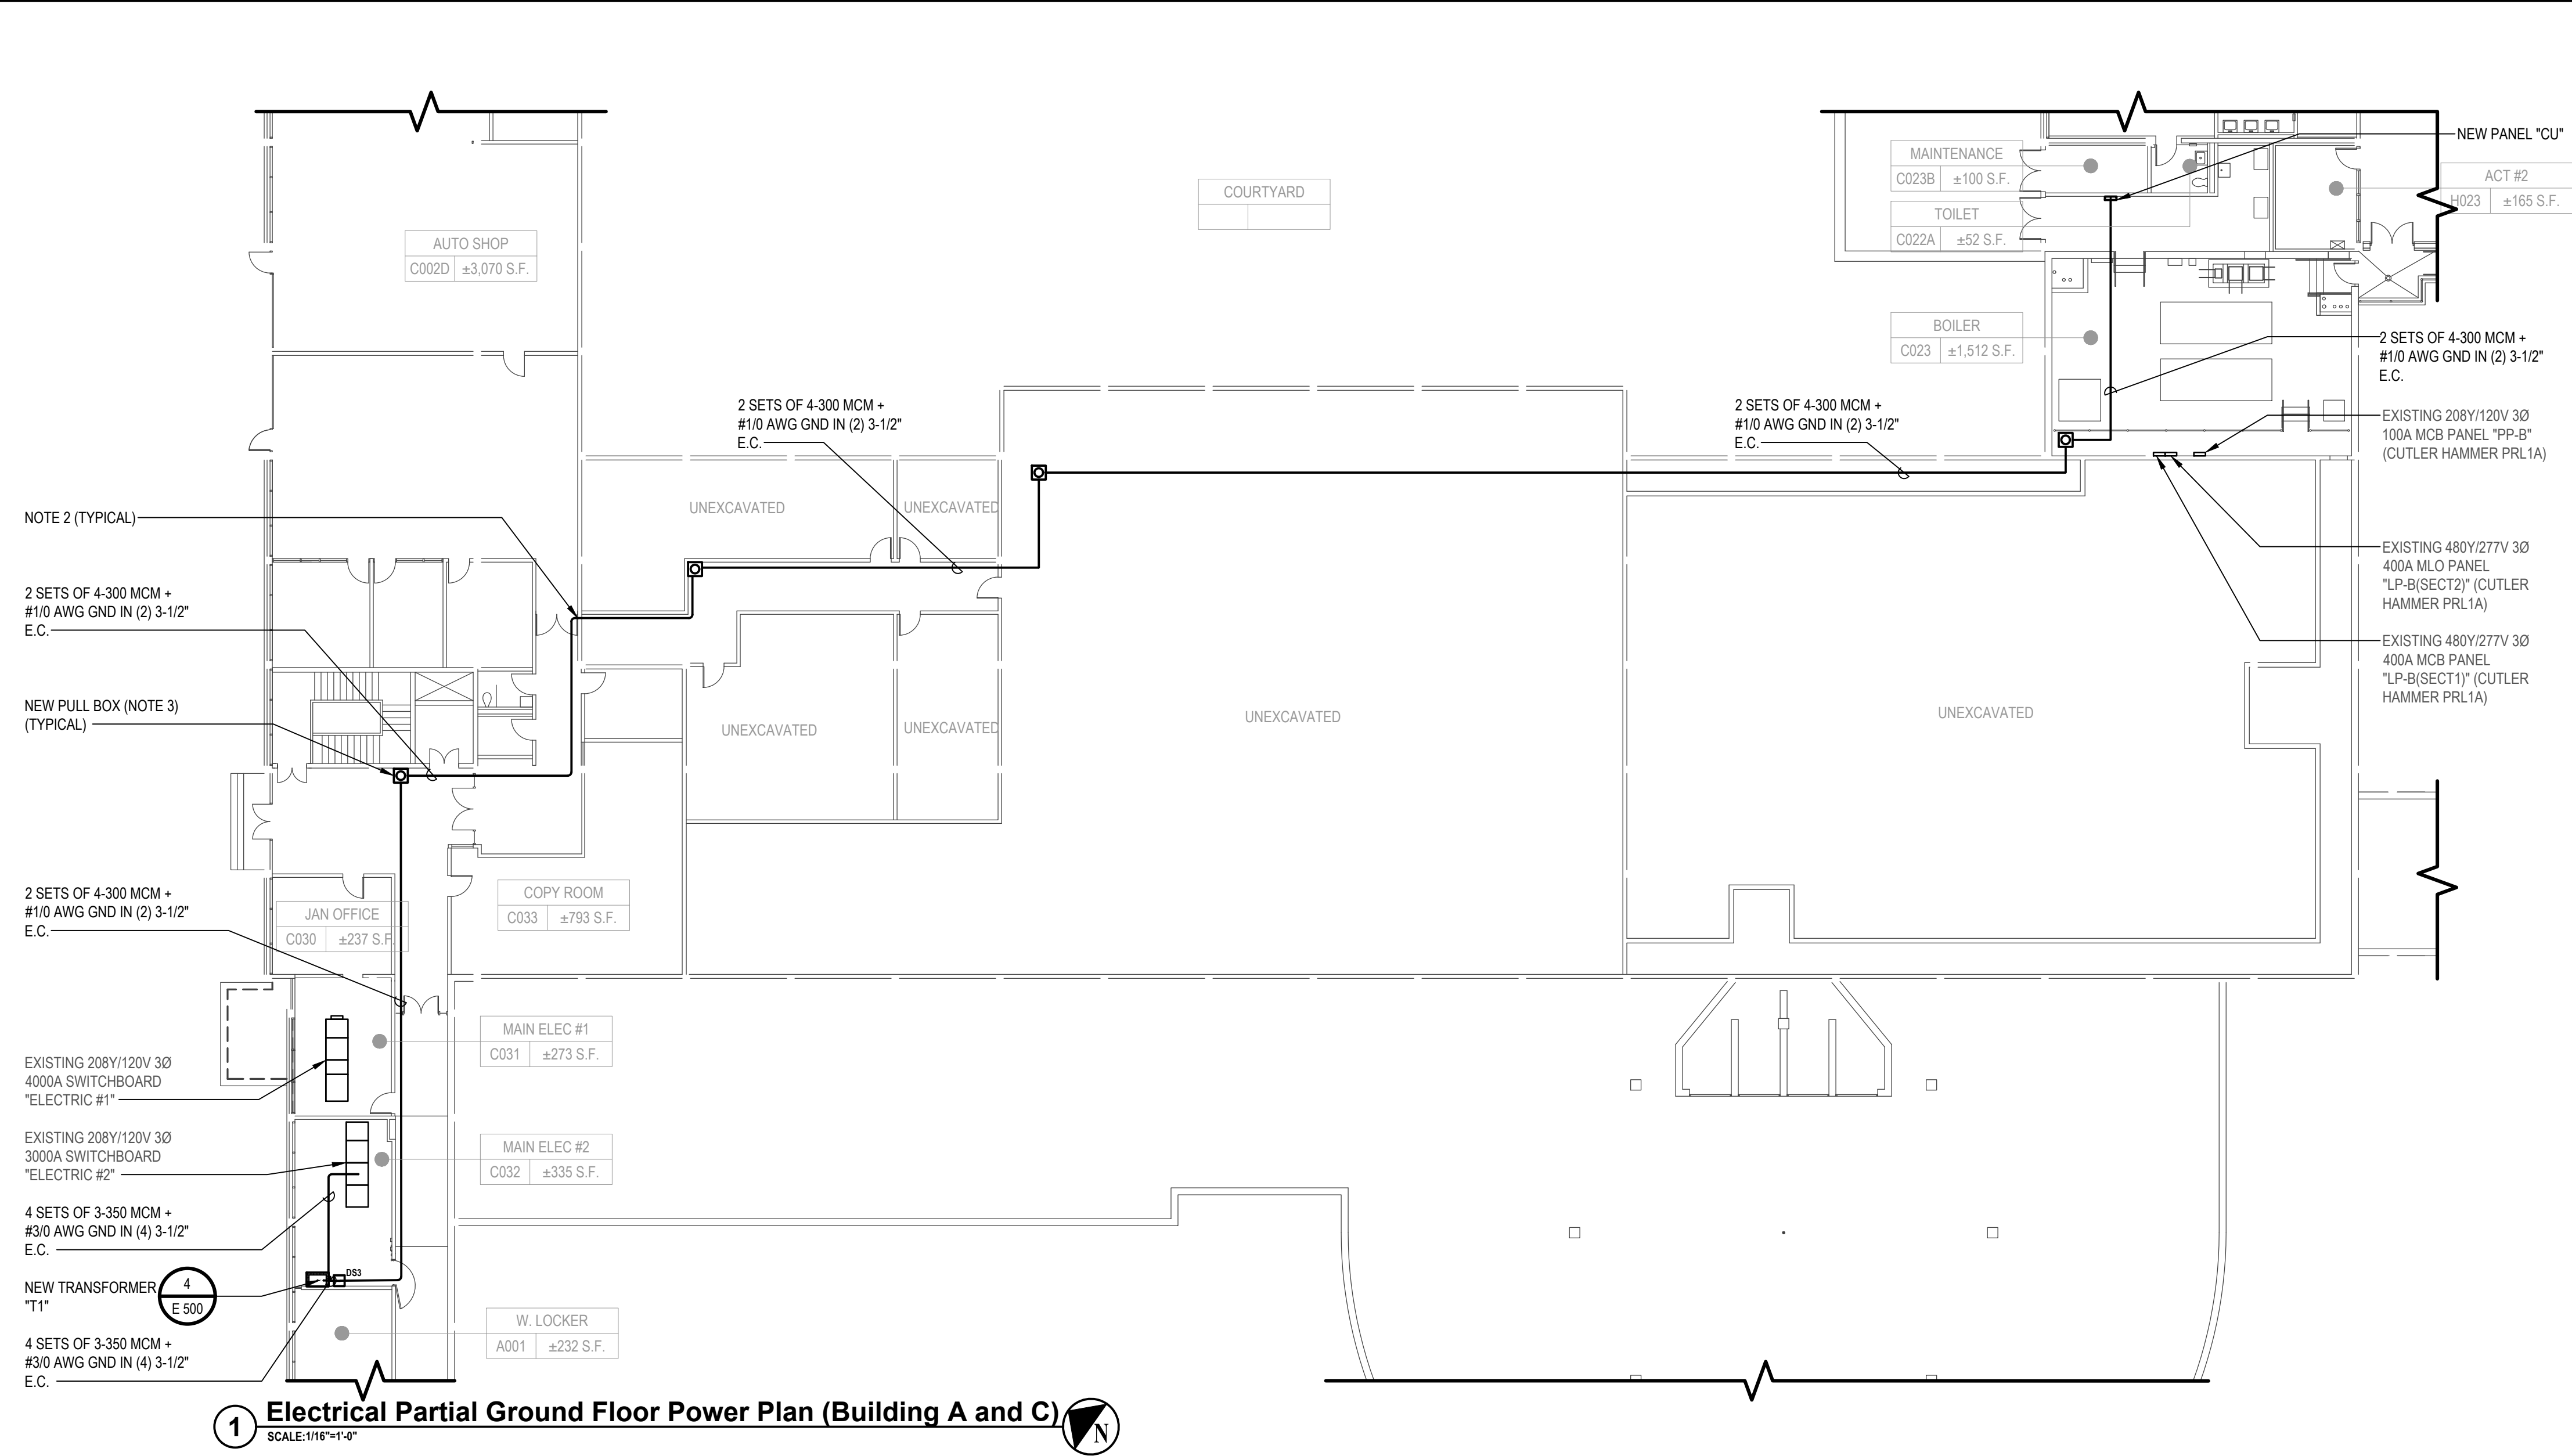 NEW PANEL "CU"
MAINTENANCE
C023B ±100 S.F.
COURTYARD
ACT #2
H023 ±165 S.F.
TOILET
C022A ±52 S.F.
AUTO SHOP
C002D ±3,070 S.F.
BOILER
C023 ±1,512 S.F.
2 SETS OF 4-300 MCM +
#1/0 AWG GND IN (2) 3-1/2"
E.C.
2 SETS OF 4-300 MCM +
#1/0 AWG GND IN (2) 3-1/2"
E.C.
2 SETS OF 4-300 MCM +
#1/0 AWG GND IN (2) 3-1/2"
E.C.
EXISTING 208Y/120V 3Ø
100A MCB PANEL "PP-B"
(CUTLER HAMMER PRL1A)
NOTE 2 (TYPICAL)
UNEXCAVATED
UNEXCAVATED
EXISTING 480Y/277V 3Ø
400A MLO PANEL
"LP-B(SECT2)" (CUTLER
HAMMER PRL1A)
2 SETS OF 4-300 MCM +
#1/0 AWG GND IN (2) 3-1/2"
E.C.
EXISTING 480Y/277V 3Ø
400A MCB PANEL
"LP-B(SECT1)" (CUTLER
HAMMER PRL1A)
NEW PULL BOX (NOTE 3)
(TYPICAL)
UNEXCAVATED
UNEXCAVATED
UNEXCAVATED
UNEXCAVATED
2 SETS OF 4-300 MCM +
#1/0 AWG GND IN (2) 3-1/2"
E.C.
JAN OFFICE
C030 ±237 S.F.
COPY ROOM
C033 ±793 S.F.
MAIN ELEC #1
C031 ±273 S.F.
EXISTING 208Y/120V 3Ø
4000A SWITCHBOARD
"ELECTRIC #1"
EXISTING 208Y/120V 3Ø
3000A SWITCHBOARD
"ELECTRIC #2"
MAIN ELEC #2
C032 ±335 S.F.
4 SETS OF 3-350 MCM +
#3/0 AWG GND IN (4) 3-1/2"
E.C.
DS3
NEW TRANSFORMER
"T1"
4
E 500
W. LOCKER
A001 ±232 S.F.
4 SETS OF 3-350 MCM +
#3/0 AWG GND IN (4) 3-1/2"
E.C.
1
Electrical Partial Ground Floor Power Plan (Building A and C)
SCALE:1/16"=1'-0"
N